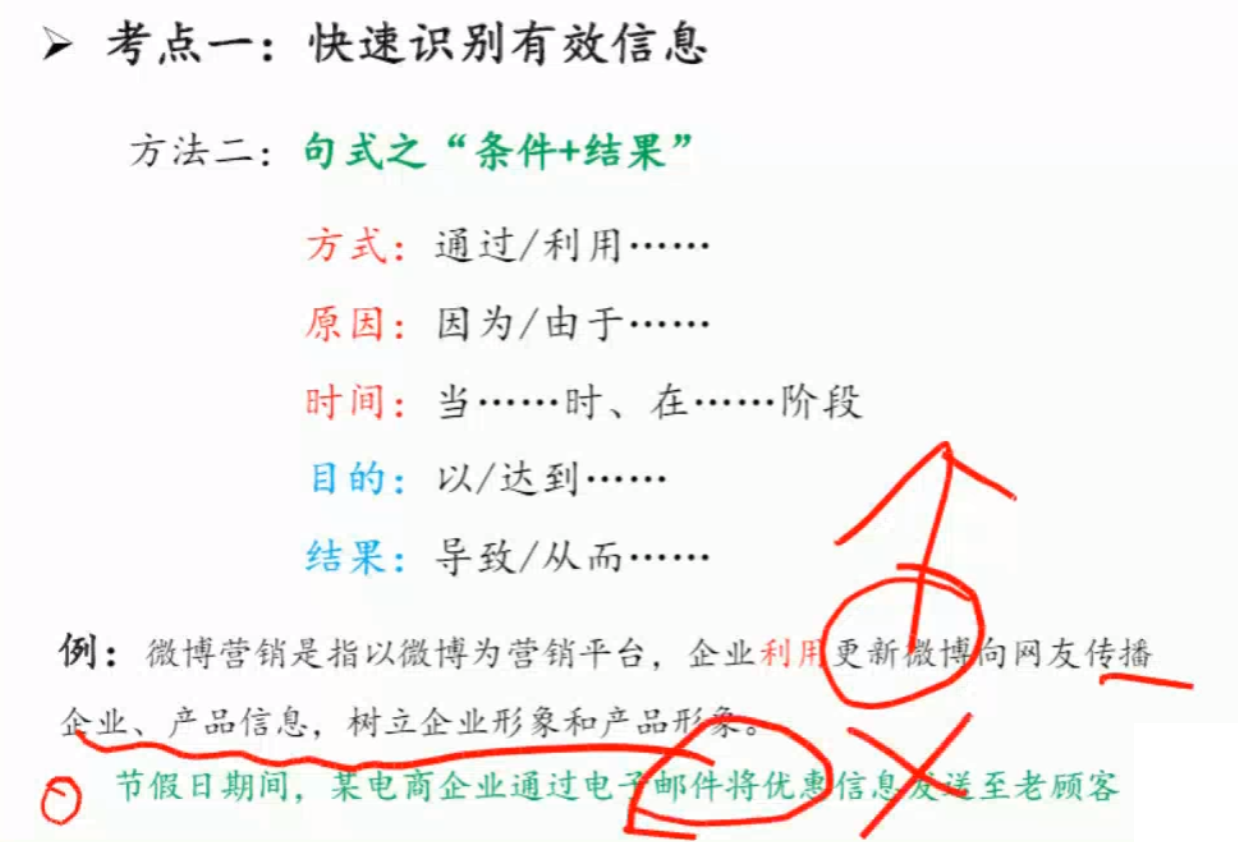 ➢ 考点一：快速识别有效信息
方法二：句式之“条件+结果”
方式：通过/利用……
原因：因为/由于……
时间：当……时、在……阶段
目的：以/达到……
结果：导致/从而……
例：微博营销是指以微博为营销平台，企业利用更新微博向网友传播
企业、产品信息，树立企业形象和产品形象。
节假日期间，某电商企业通过电子邮件将优惠信息发送至老顾客